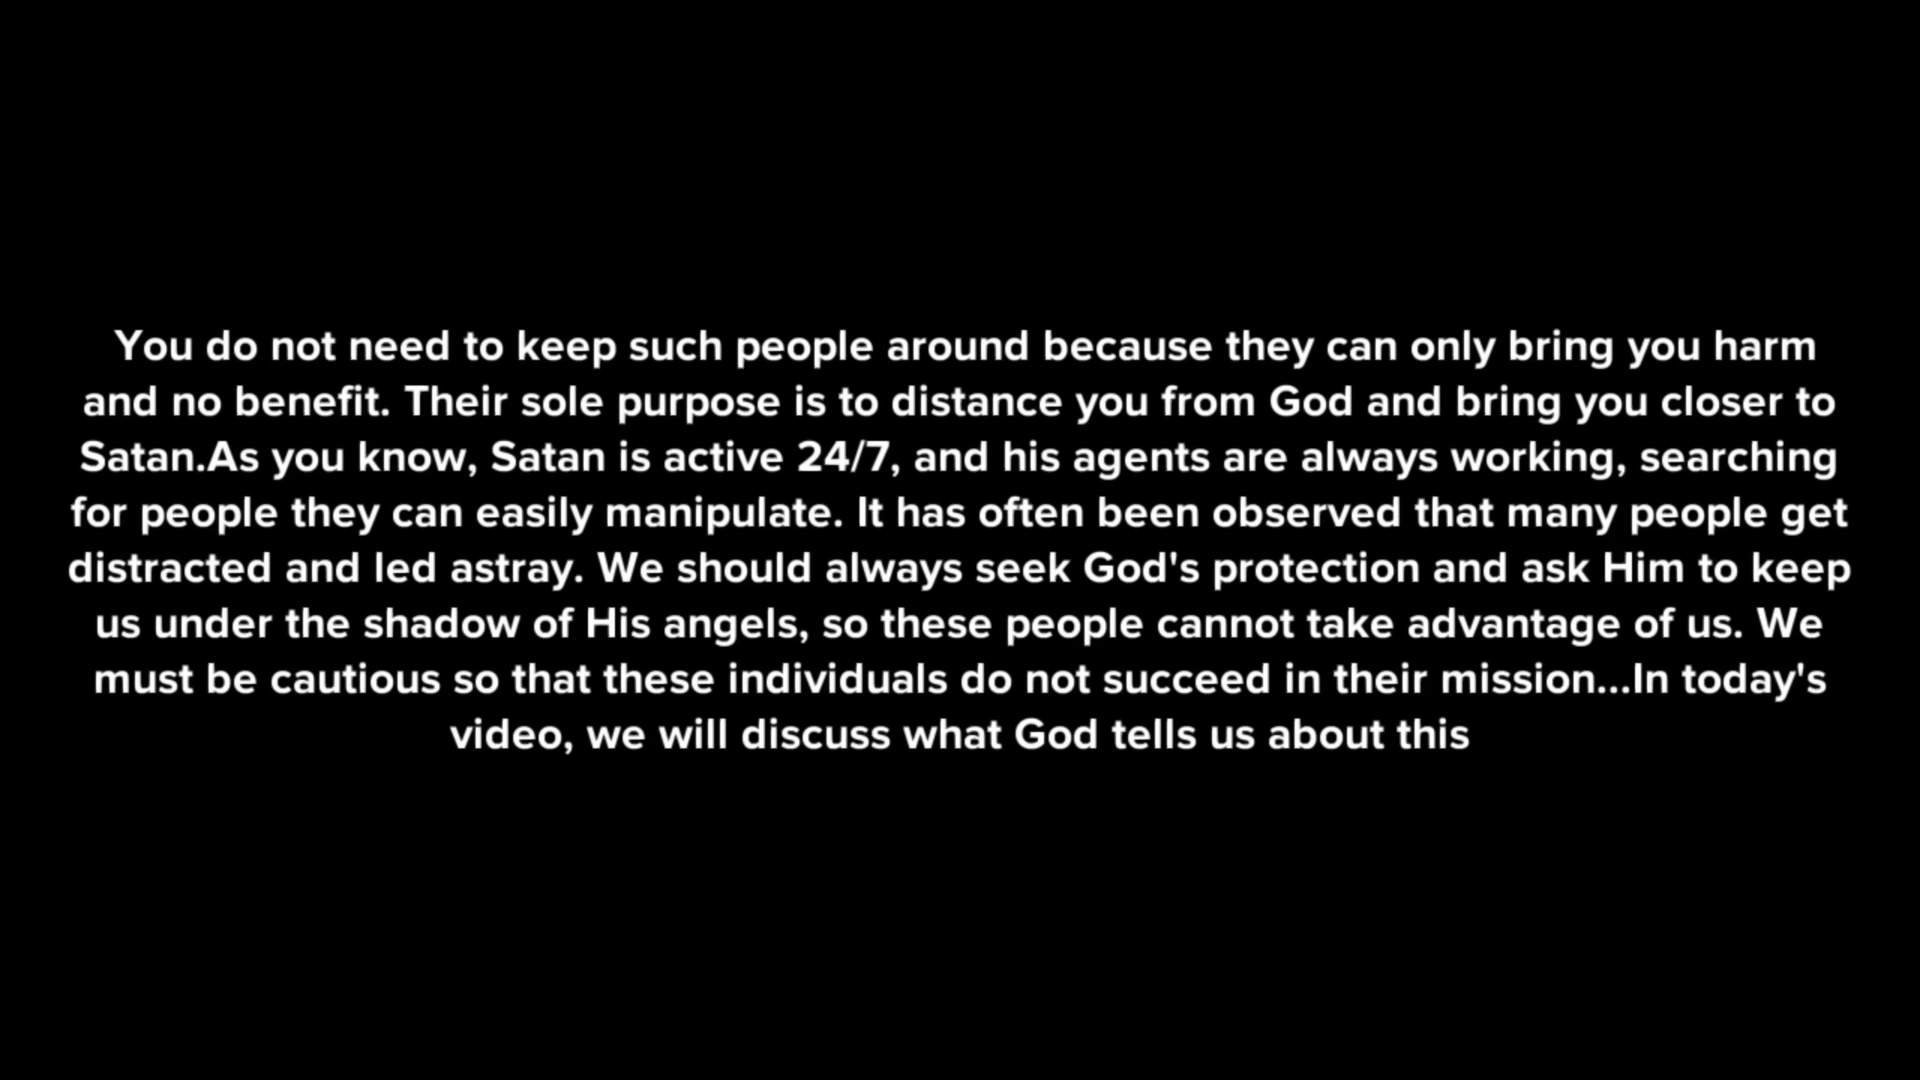 You do not need to keep such people around because they can only bring you harm
and no benefit. Their sole purpose is to distance you from God and bring you closer to
Satan.As you know, Satan is active 24/7, and his agents are always working, searching
for people they can easily manipulate. It has often been observed that many people get
distracted and led astray. We should always seek God's protection and ask Him to keep
us under the shadow of His angels, so these people cannot take advantage of us. We
must be cautious so that these individuals do not succeed in their mission...In today's
video, we will discuss what God tells us about this